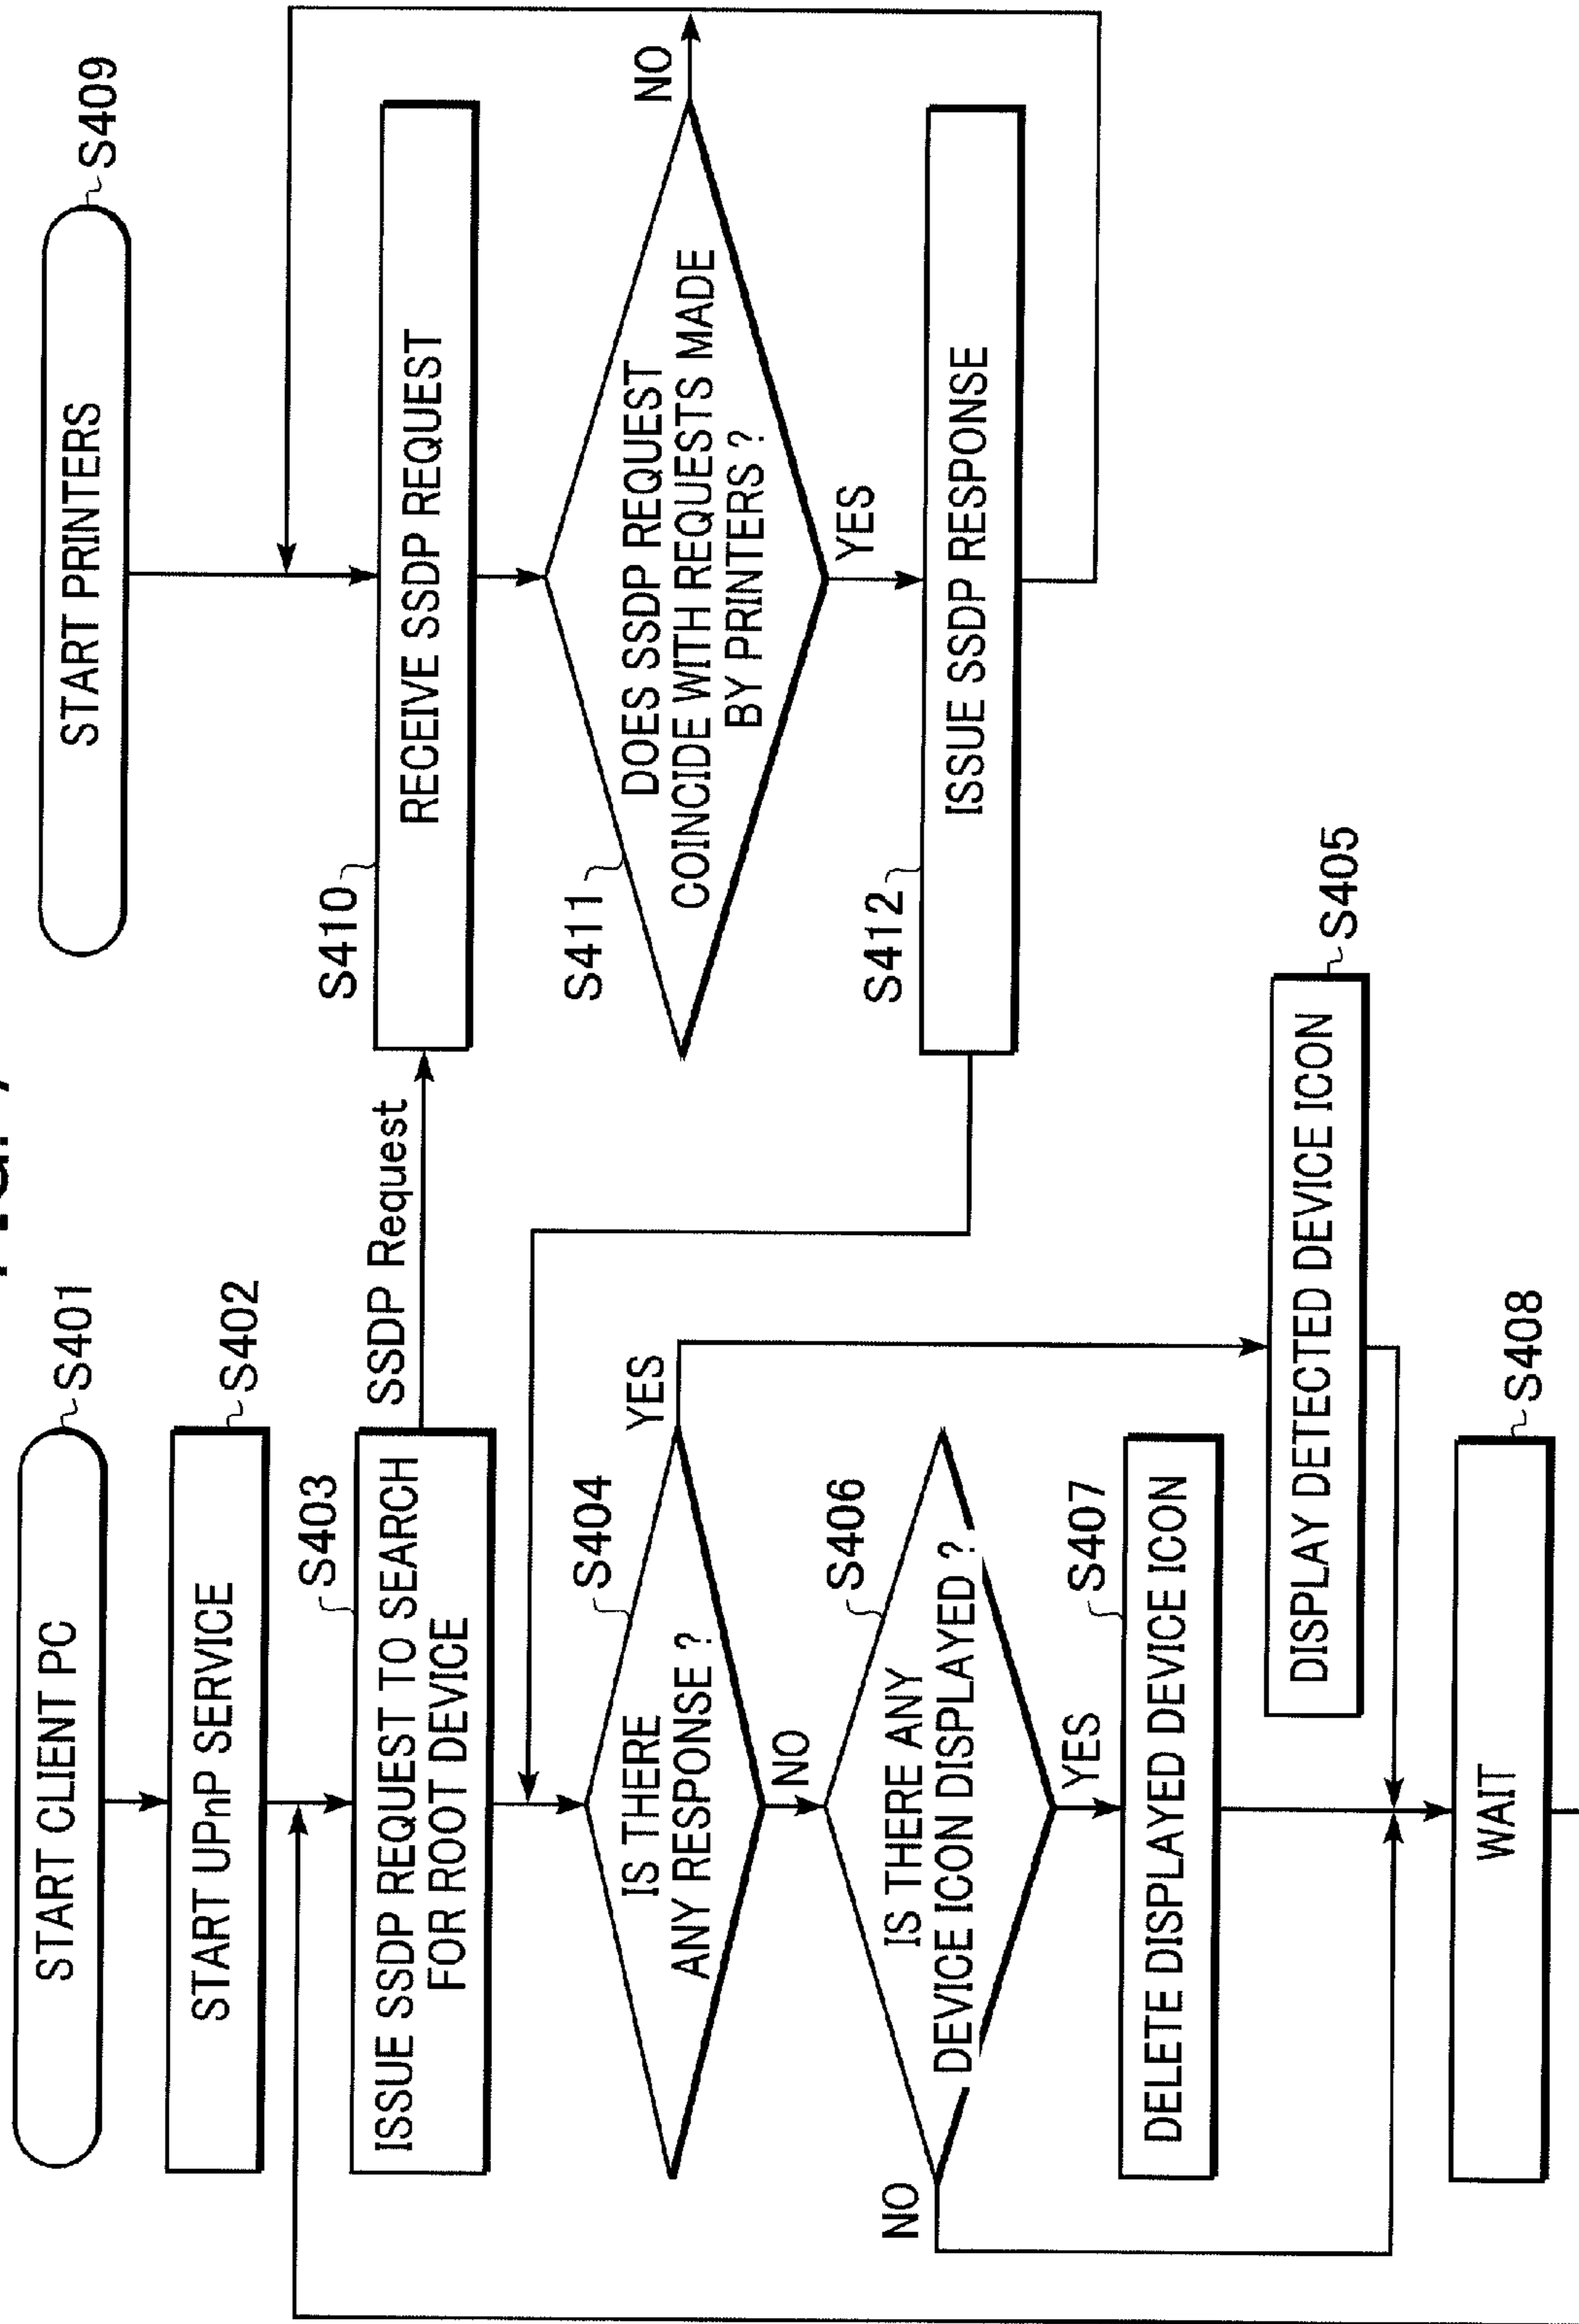 START CLIENT PC
S401
START UPnP SERVICE
S402
S403
ISSUE SSDP REQUEST TO SEARCH
FOR ROOT DEVICE
SSDP Request
S404
IS THERE
ANY RESPONSE ?
YES
NO
S406
IS THERE ANY
DEVICE ICON DISPLAYED ?
NO
YES
S407
DELETE DISPLAYED DEVICE ICON
DISPLAY DETECTED DEVICE ICON
S405
WAIT
S408
START PRINTERS
S409
S410
RECEIVE SSDP REQUEST
S411
DOES SSDP REQUEST
COINCIDE WITH REQUESTS MADE
BY PRINTERS ?
NO
YES
S412
ISSUE SSDP RESPONSE